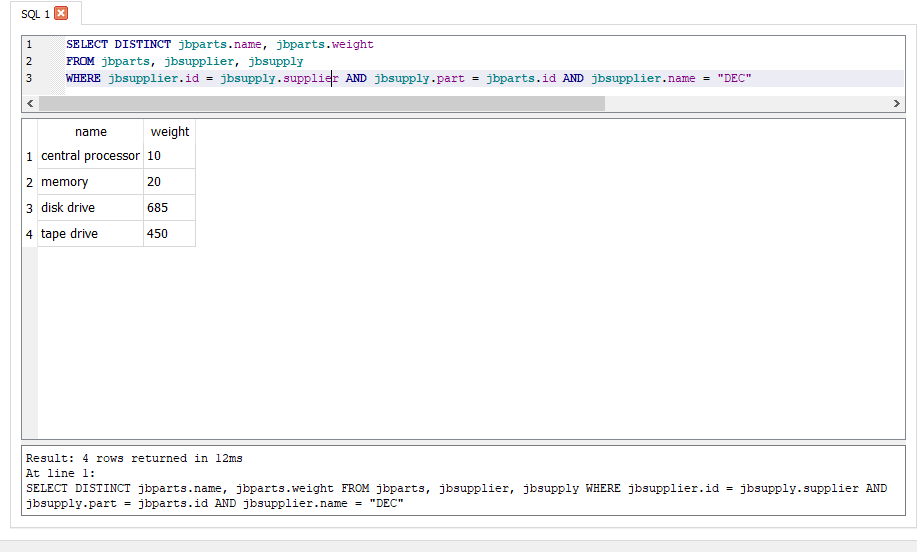 SQL 1
1 SELECT DISTINCT jbparts.name, jbparts.weight
2 FROM jbparts, jbsupplier, jbsupply
3 WHERE jbsupplier.id = jbsupply.supplier AND jbsupply.part = jbparts.id AND jbsupplier.name = "DEC"
name weight
1 central processor 10
2 memory 20
3 disk drive 685
4 tape drive 450
Result: 4 rows returned in 12ms
At line 1:
SELECT DISTINCT jbparts.name, jbparts.weight FROM jbparts, jbsupplier, jbsupply WHERE jbsupplier.id = jbsupply.supplier AND
jbsupply.part = jbparts.id AND jbsupplier.name = "DEC"